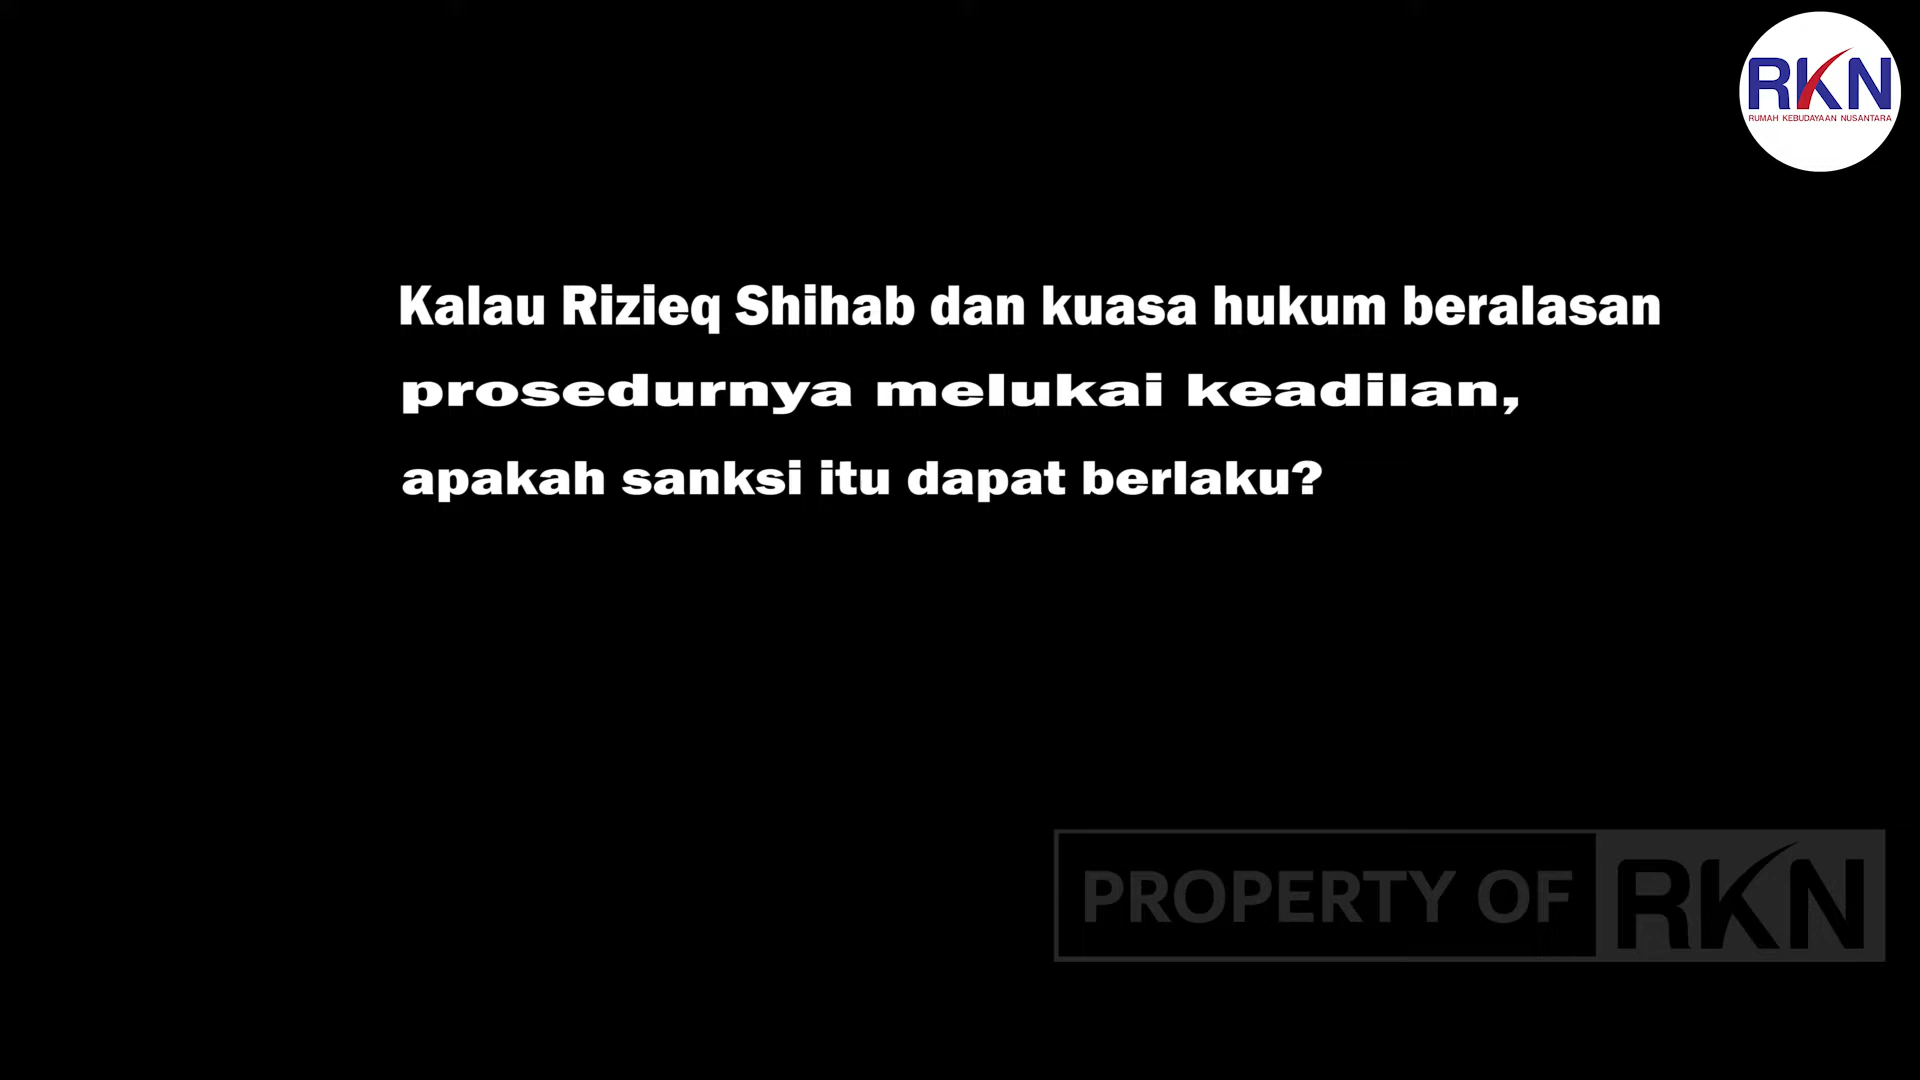 RKN
RUMAH KEBUDAYAAN NUSANTARA
Kalau Rizieq Shihab dan kuasa hukum beralasan
prosedurnya melukai keadilan,
apakah sanksi itu dapat berlaku?
PROPERTY OF RKN